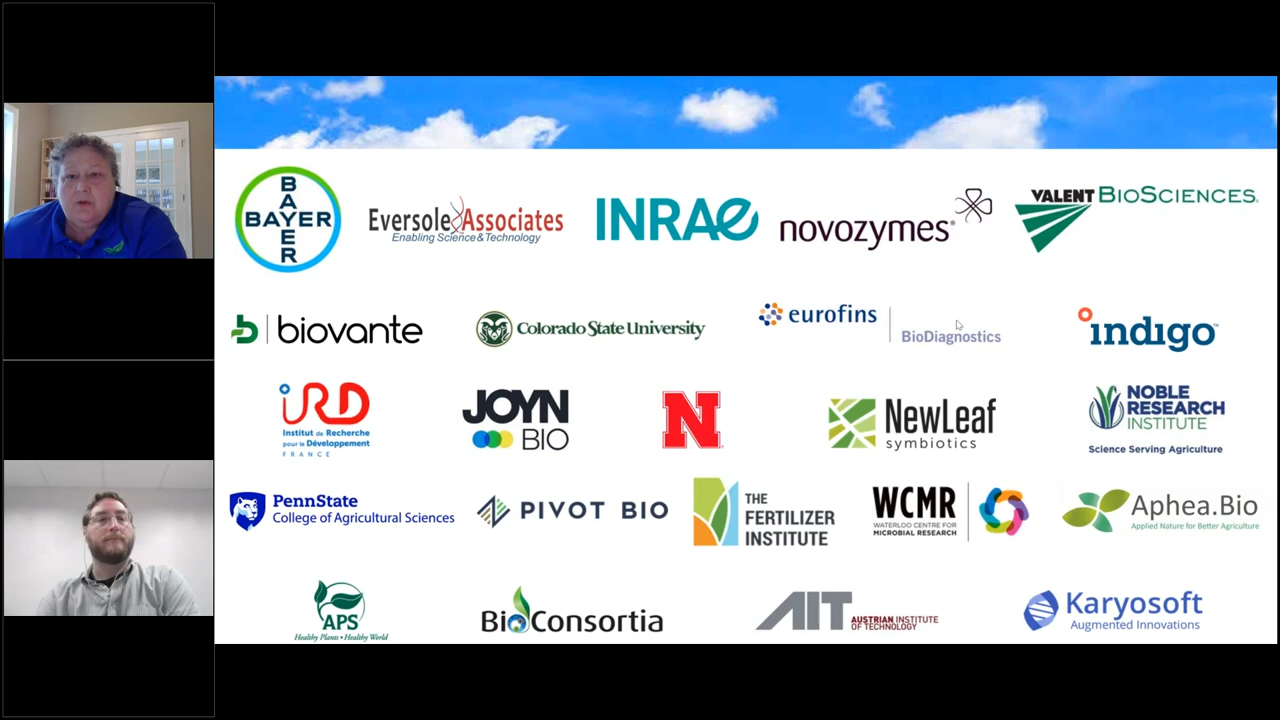 BAYER
BAYER
Eversole Associates
Enabling Science & Technology
INRAE
novozymes®
VALENT BIOSCIENCES®
biovante
Colorado State University
eurofins
BioDiagnostics
indigo™
IRD
Institut de Recherche
pour le Développement
FRANCE
JOYN
BIO
N
NewLeaf
symbiotics
NOBLE
RESEARCH
INSTITUTE
Science Serving Agriculture
PennState
College of Agricultural Sciences
PIVOT BIO
THE
FERTILIZER
INSTITUTE
WCMR
WATERLOO CENTRE FOR
MICROBIAL RESEARCH
Aphea.Bio
Applied Nature for Better Agriculture
APS
Healthy Plants • Healthy World
BioConsortia
AIT
AUSTRIAN INSTITUTE
OF TECHNOLOGY
Karyosoft
Augmented Innovations